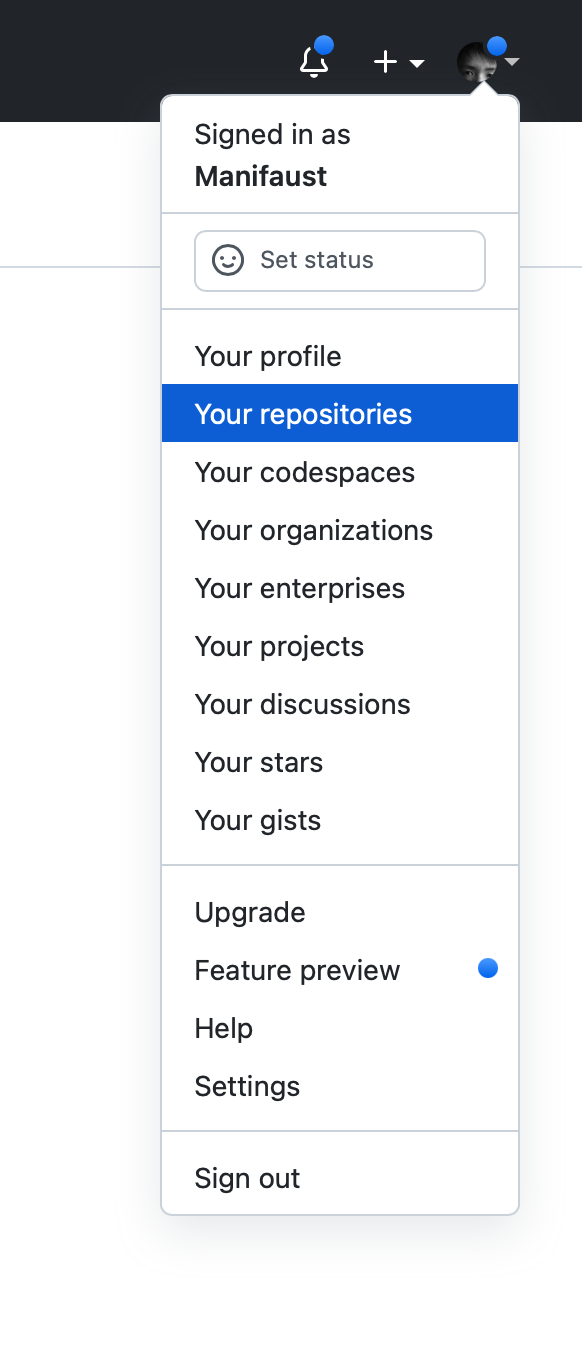 Signed in as
Manifaust
Set status
Your profile
Your repositories
Your codespaces
Your organizations
Your enterprises
Your projects
Your discussions
Your stars
Your gists
Upgrade
Feature preview
Help
Settings
Sign out